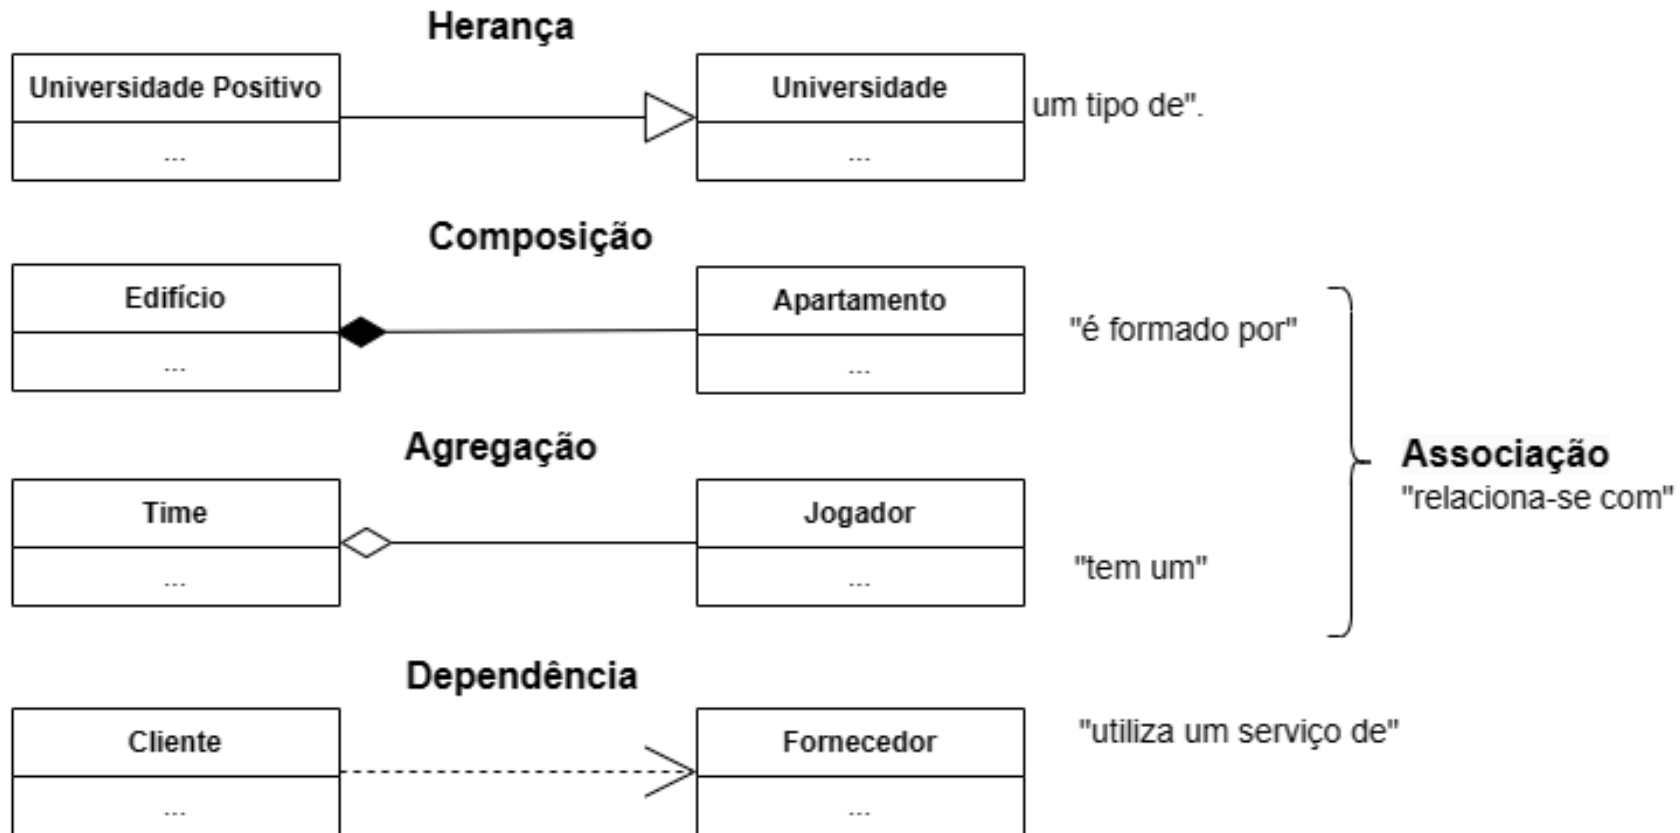 Herança
Universidade Positivo
...
Universidade
...
um tipo de".
Composição
Edifício
...
Apartamento
...
"é formado por"
Agregação
Time
...
Jogador
...
"tem um"
Associação
"relaciona-se com"
Dependência
Cliente
...
Fornecedor
...
"utiliza um serviço de"